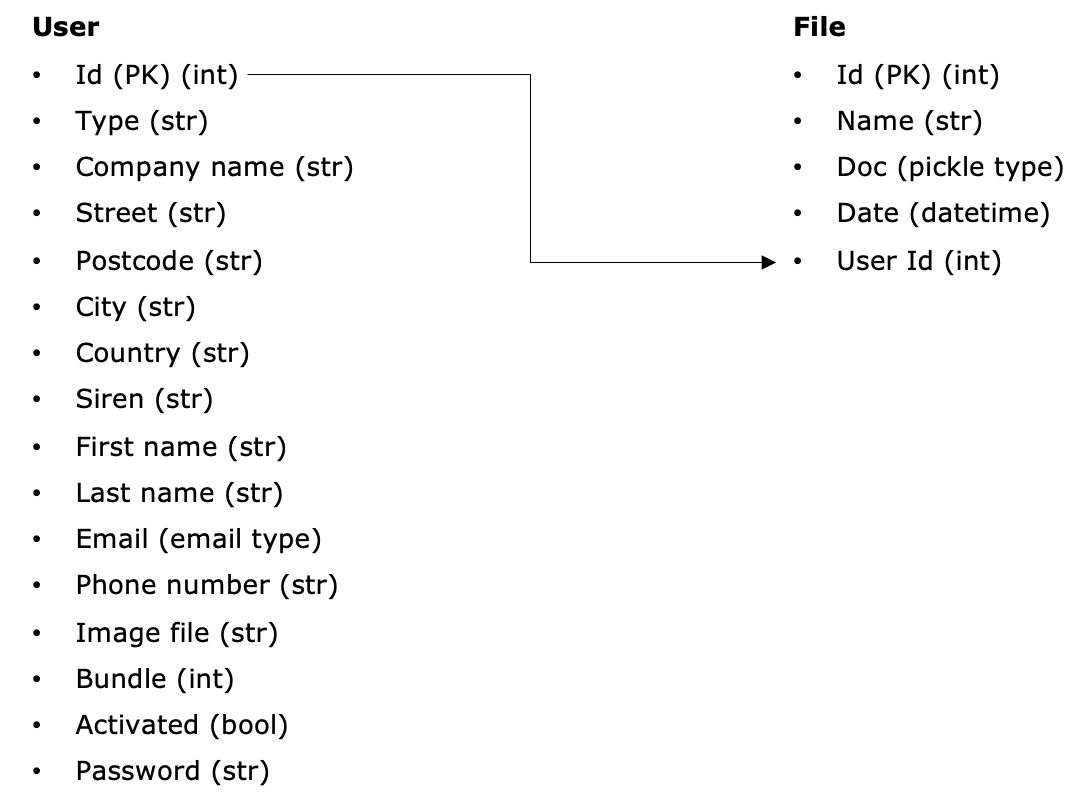 User
• Id (PK) (int)
• Type (str)
• Company name (str)
• Street (str)
• Postcode (str)
• City (str)
• Country (str)
• Siren (str)
• First name (str)
• Last name (str)
• Email (email type)
• Phone number (str)
• Image file (str)
• Bundle (int)
• Activated (bool)
• Password (str)
File
• Id (PK) (int)
• Name (str)
• Doc (pickle type)
• Date (datetime)
• User Id (int)